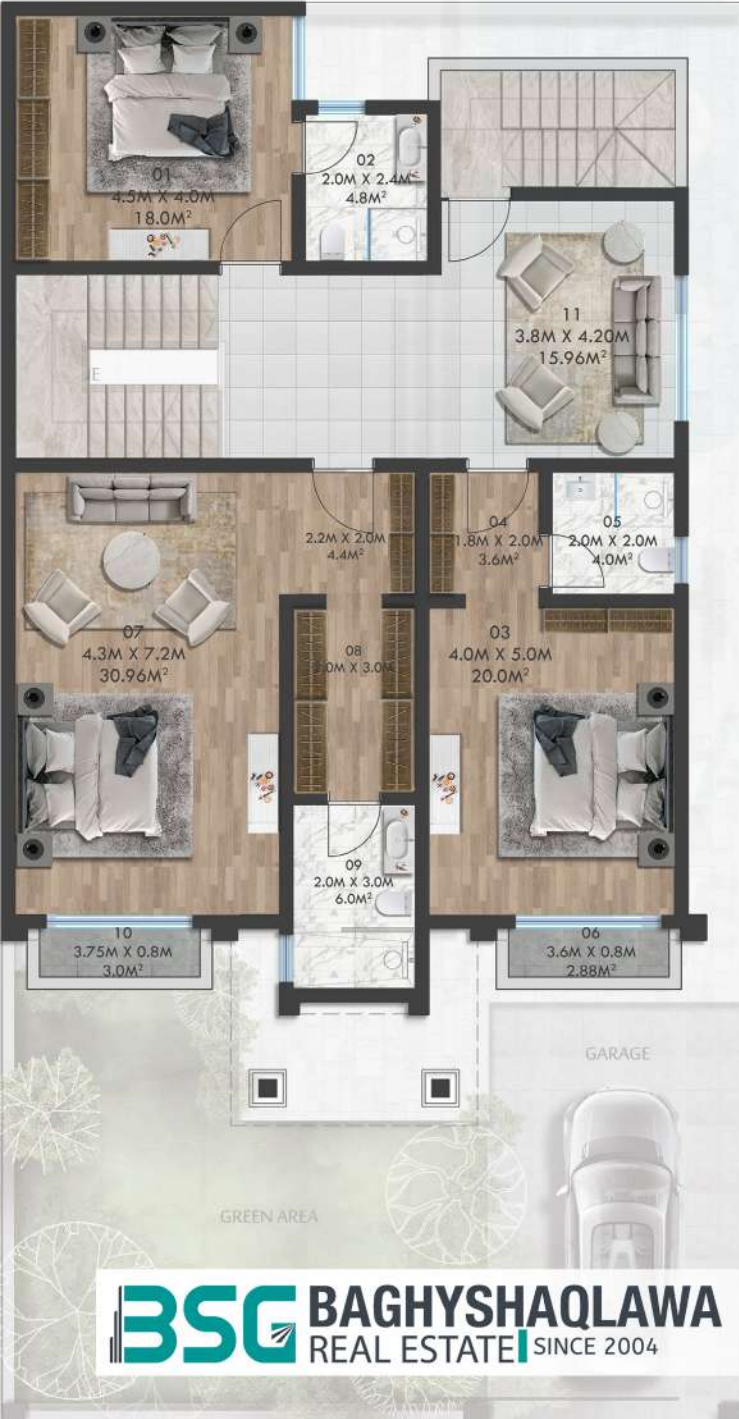 01
4.5M X 4.0M
18.0M²
02
2.0M X 2.4M
4.8M²
11
3.8M X 4.20M
15.96M²
E
2.2M X 2.0M
4.4M²
04
1.8M X 2.0M
3.6M²
05
2.0M X 2.0M
4.0M²
07
4.3M X 7.2M
30.96M²
08
2.0M X 3.0M
03
4.0M X 5.0M
20.0M²
09
2.0M X 3.0M
6.0M²
10
3.75M X 0.8M
3.0M²
06
3.6M X 0.8M
2.88M²
GARAGE
GREEN AREA
BSG
BAGHYSHAQLAWA
REAL ESTATE SINCE 2004